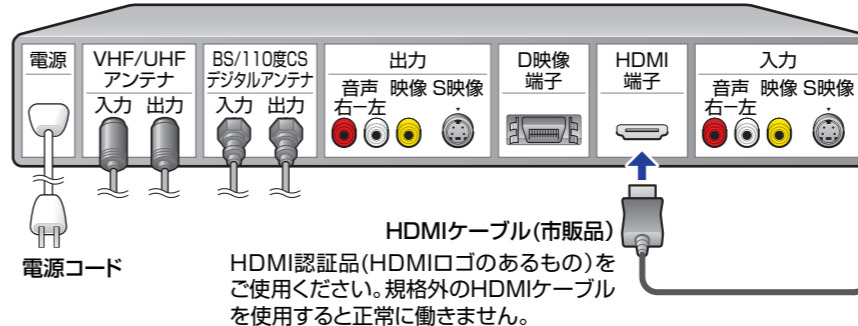 電源
VHF/UHF
アンテナ
入力 出力
BS/110度CS
デジタルアンテナ
入力 出力
出力
音声 映像 S映像
右ー左
D映像
端子
HDMI
端子
入力
音声 映像 S映像
右ー左
電源コード
HDMIケーブル(市販品)
HDMI認証品(HDMIロゴのあるもの)を
ご使用ください。規格外のHDMIケーブル
を使用すると正常に働きません。